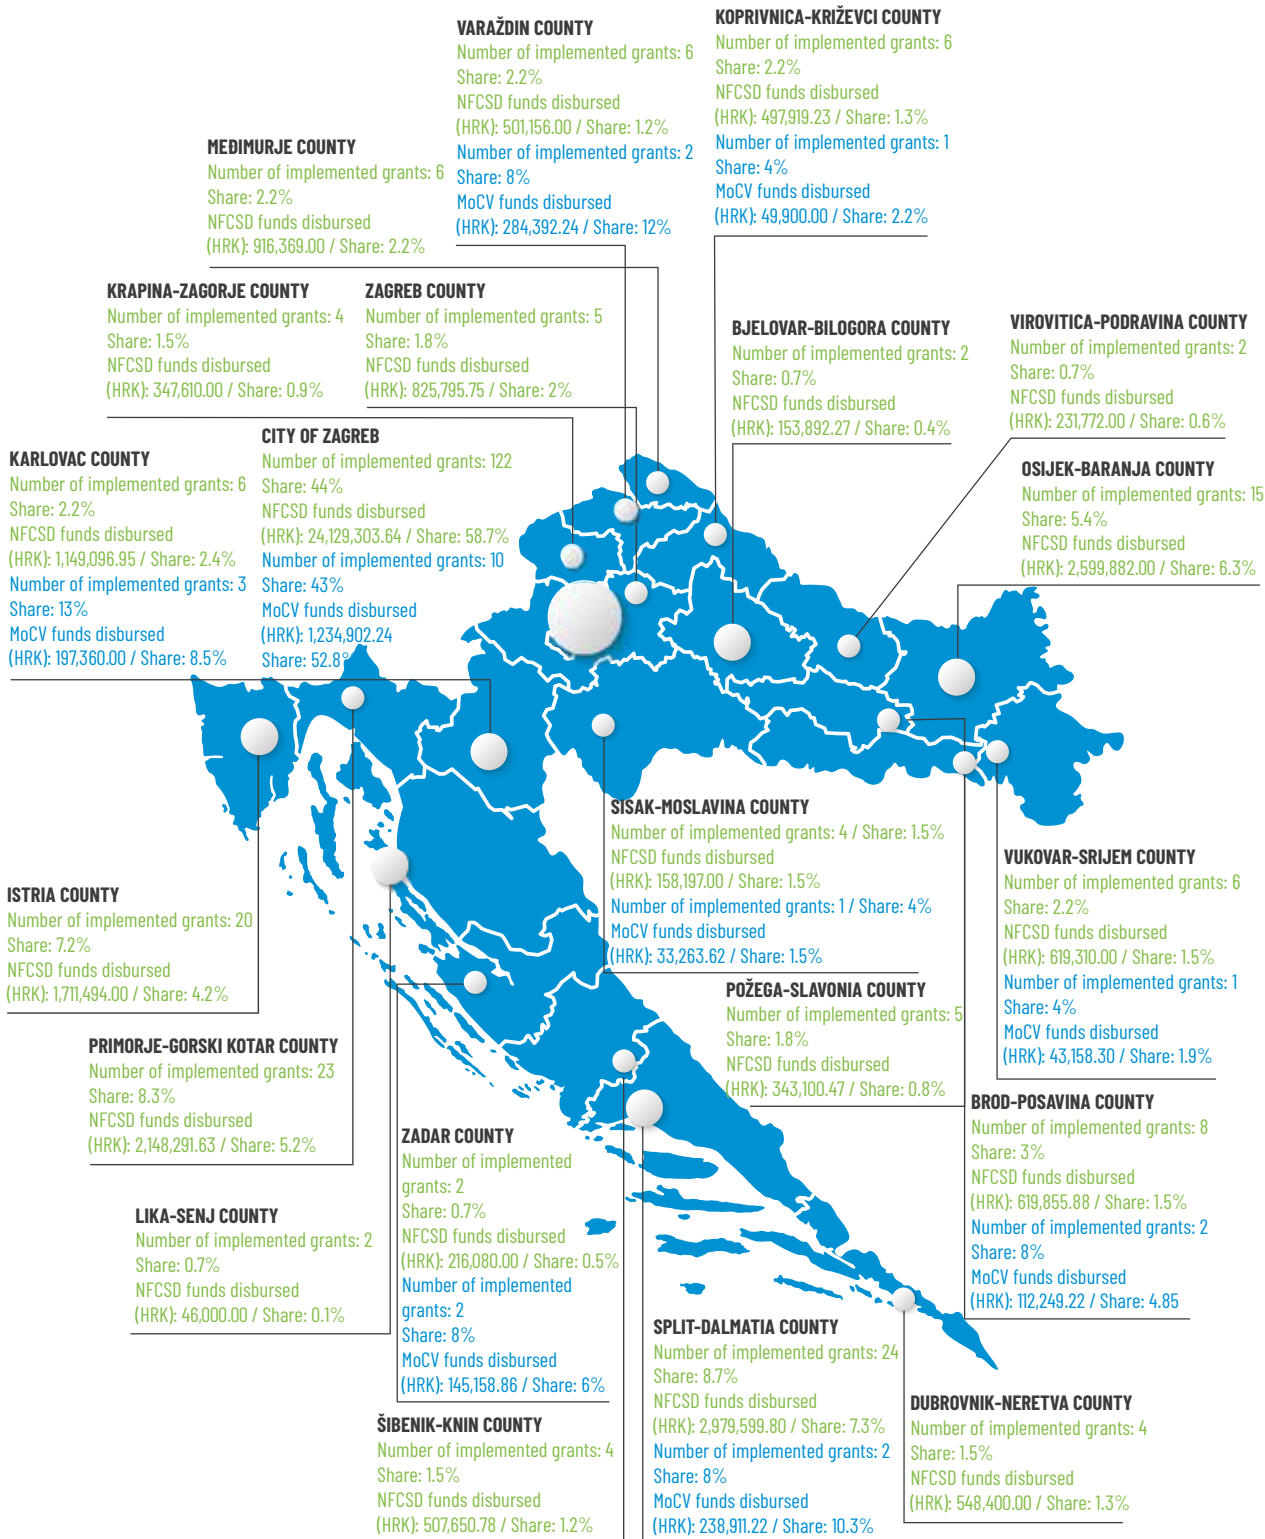 VARAŽDIN COUNTY
Number of implemented grants: 6
Share: 2.2%
NFCSD funds disbursed
(HRK): 501,156.00 / Share: 1.2%
Number of implemented grants: 2
Share: 8%
MoCV funds disbursed
(HRK): 284,392.24 / Share: 12%
KOPRIVNICA-KRIŽEVCI COUNTY
Number of implemented grants: 6
Share: 2.2%
NFCSD funds disbursed
(HRK): 497,919.23 / Share: 1.3%
Number of implemented grants: 1
Share: 4%
MoCV funds disbursed
(HRK): 49,900.00 / Share: 2.2%
MEĐIMURJE COUNTY
Number of implemented grants: 6
Share: 2.2%
NFCSD funds disbursed
(HRK): 916,369.00 / Share: 2.2%
KRAPINA-ZAGORJE COUNTY
Number of implemented grants: 4
Share: 1.5%
NFCSD funds disbursed
(HRK): 347,610.00 / Share: 0.9%
ZAGREB COUNTY
Number of implemented grants: 5
Share: 1.8%
NFCSD funds disbursed
(HRK): 825,795.75 / Share: 2%
BJELOVAR-BILOGORA COUNTY
Number of implemented grants: 2
Share: 0.7%
NFCSD funds disbursed
(HRK): 153,892.27 / Share: 0.4%
VIROVITICA-PODRAVINA COUNTY
Number of implemented grants: 2
Share: 0.7%
NFCSD funds disbursed
(HRK): 231,772.00 / Share: 0.6%
KARLOVAC COUNTY
Number of implemented grants: 6
Share: 2.2%
NFCSD funds disbursed
(HRK): 1,149,096.95 / Share: 2.4%
Number of implemented grants: 3
Share: 13%
MoCV funds disbursed
(HRK): 197,360.00 / Share: 8.5%
CITY OF ZAGREB
Number of implemented grants: 122
Share: 44%
NFCSD funds disbursed
(HRK): 24,129,303.64 / Share: 58.7%
Number of implemented grants: 10
Share: 43%
MoCV funds disbursed
(HRK): 1,234,902.24
Share: 52.8%
OSIJEK-BARANJA COUNTY
Number of implemented grants: 15
Share: 5.4%
NFCSD funds disbursed
(HRK): 2,599,882.00 / Share: 6.3%
SISAK-MOSLAVINA COUNTY
Number of implemented grants: 4 / Share: 1.5%
NFCSD funds disbursed
(HRK): 158,197.00 / Share: 1.5%
Number of implemented grants: 1 / Share: 4%
MoCV funds disbursed
(HRK): 33,263.62 / Share: 1.5%
VUKOVAR-SRIJEM COUNTY
Number of implemented grants: 6
Share: 2.2%
NFCSD funds disbursed
(HRK): 619,310.00 / Share: 1.5%
Number of implemented grants: 1
Share: 4%
MoCV funds disbursed
(HRK): 43,158.30 / Share: 1.9%
ISTRIA COUNTY
Number of implemented grants: 20
Share: 7.2%
NFCSD funds disbursed
(HRK): 1,711,494.00 / Share: 4.2%
POŽEGA-SLAVONIA COUNTY
Number of implemented grants: 5
Share: 1.8%
NFCSD funds disbursed
(HRK): 343,100.47 / Share: 0.8%
PRIMORJE-GORSKI KOTAR COUNTY
Number of implemented grants: 23
Share: 8.3%
NFCSD funds disbursed
(HRK): 2,148,291.63 / Share: 5.2%
BROD-POSAVINA COUNTY
Number of implemented grants: 8
Share: 3%
NFCSD funds disbursed
(HRK): 619,855.88 / Share: 1.5%
Number of implemented grants: 2
Share: 8%
MoCV funds disbursed
(HRK): 112,249.22 / Share: 4.85
ZADAR COUNTY
Number of implemented
grants: 2
Share: 0.7%
NFCSD funds disbursed
(HRK): 216,080.00 / Share: 0.5%
Number of implemented
grants: 2
Share: 8%
MoCV funds disbursed
(HRK): 145,158.86 / Share: 6%
LIKA-SENJ COUNTY
Number of implemented grants: 2
Share: 0.7%
NFCSD funds disbursed
(HRK): 46,000.00 / Share: 0.1%
SPLIT-DALMATIA COUNTY
Number of implemented grants: 24
Share: 8.7%
NFCSD funds disbursed
(HRK): 2,979,599.80 / Share: 7.3%
Number of implemented grants: 2
Share: 8%
MoCV funds disbursed
(HRK): 238,911.22 / Share: 10.3%
DUBROVNIK-NERETVA COUNTY
Number of implemented grants: 4
Share: 1.5%
NFCSD funds disbursed
(HRK): 548,400.00 / Share: 1.3%
ŠIBENIK-KNIN COUNTY
Number of implemented grants: 4
Share: 1.5%
NFCSD funds disbursed
(HRK): 507,650.78 / Share: 1.2%